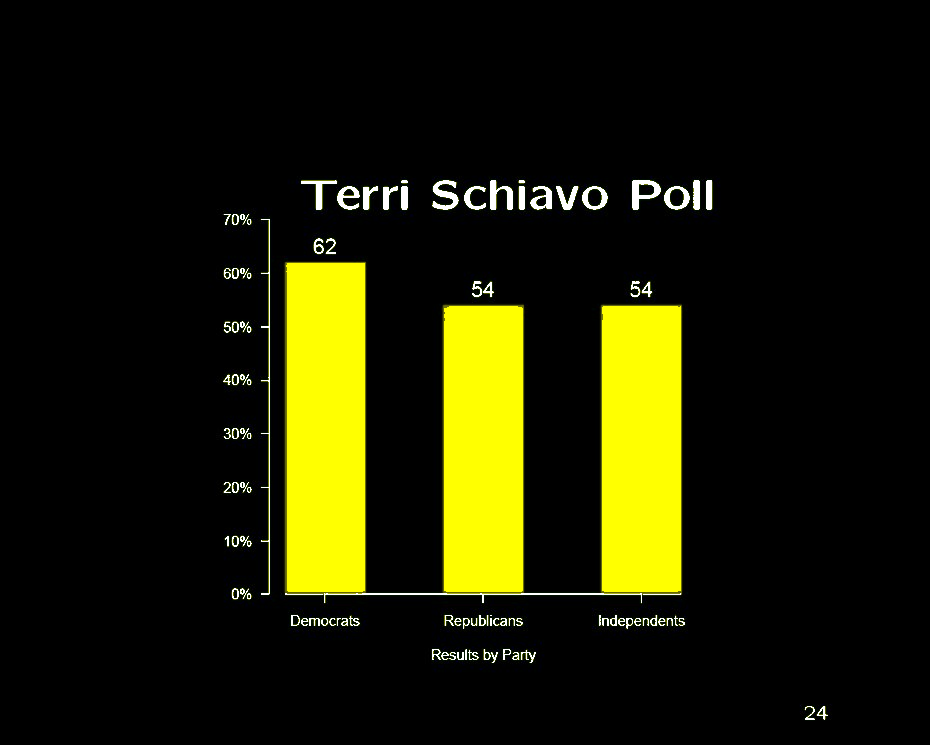 Terri Schiavo Poll
70%
60%
50%
40%
30%
20%
10%
0%
62
54
54
Democrats
Republicans
Independents
Results by Party
24